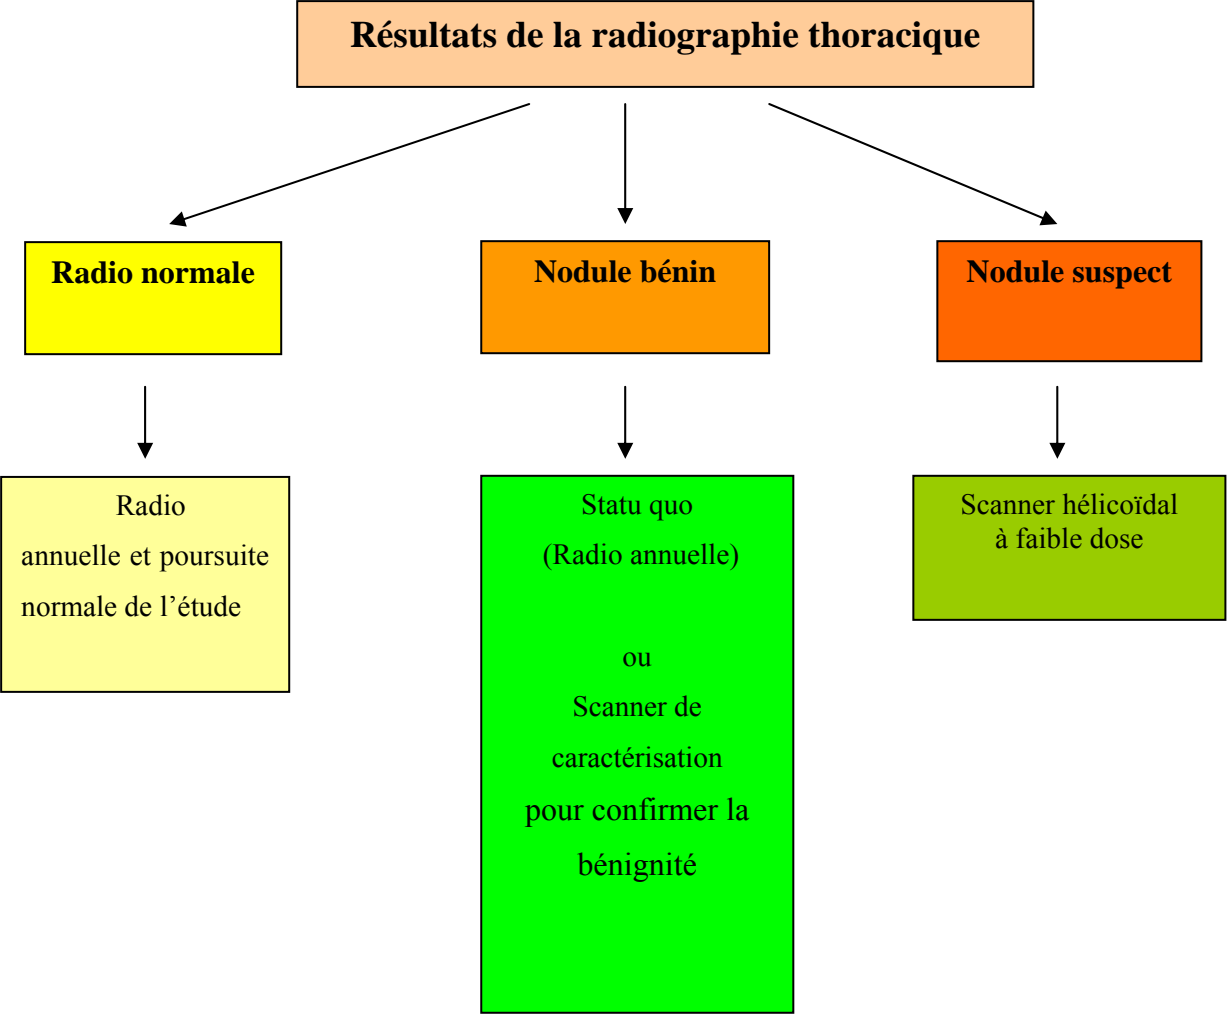 Résultats de la radiographie thoracique
Radio normale
Nodule bénin
Nodule suspect
Radio
annuelle et poursuite
normale de l’étude
Statu quo
(Radio annuelle)
ou
Scanner de
caractérisation
pour confirmer la
bénignité
Scanner hélicoïdal
à faible dose